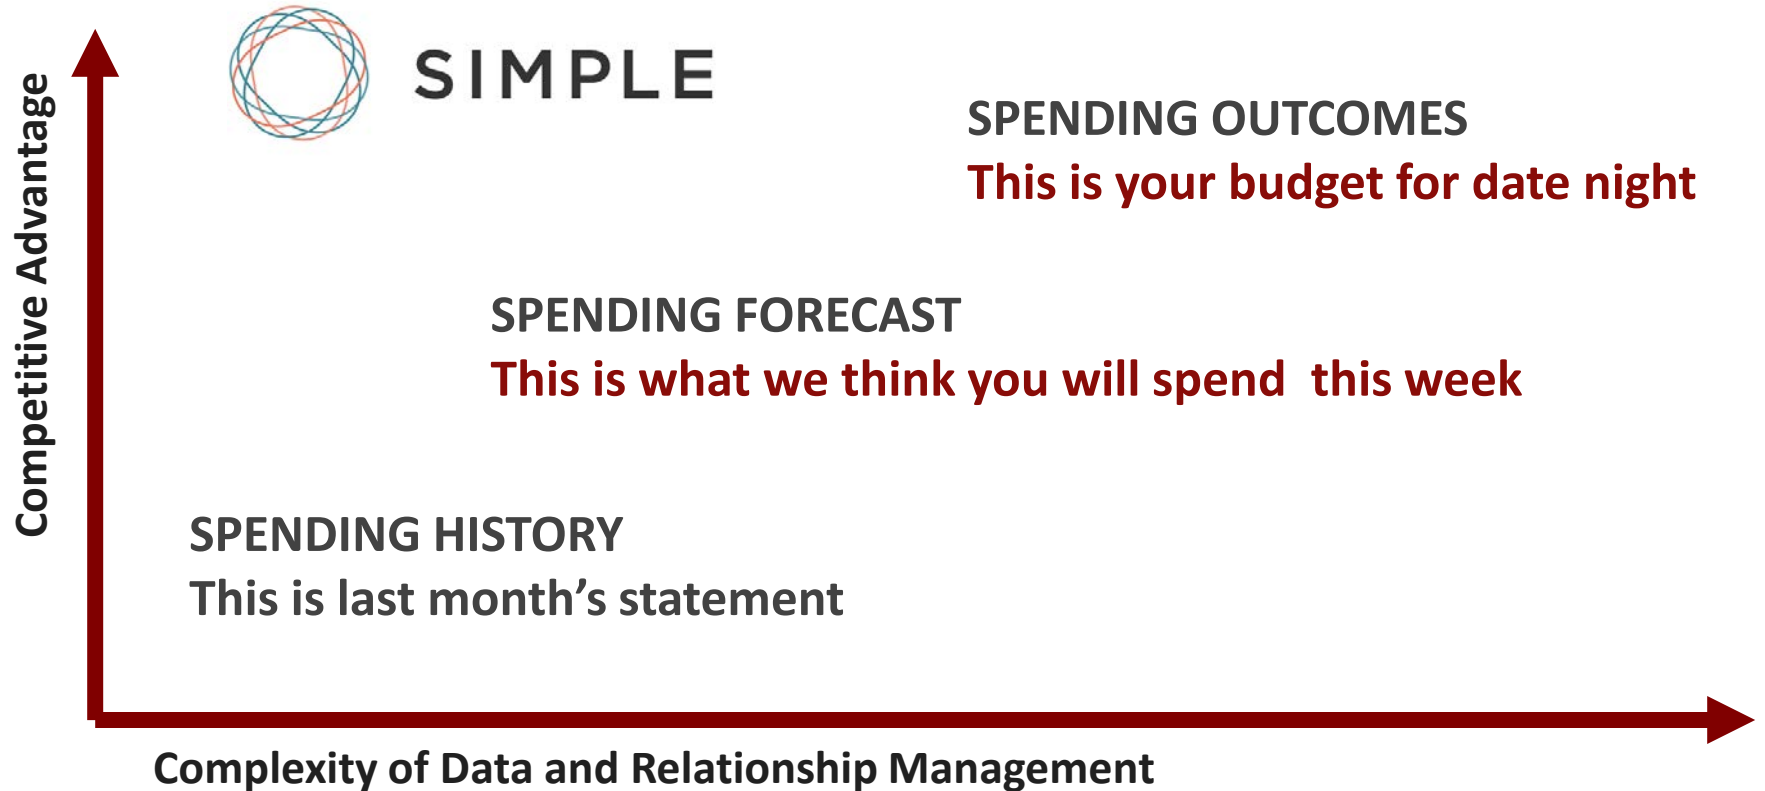 SIMPLE
Competitive Advantage
SPENDING OUTCOMES
This is your budget for date night
SPENDING FORECAST
This is what we think you will spend  this week
SPENDING HISTORY
This is last month’s statement
Complexity of Data and Relationship Management